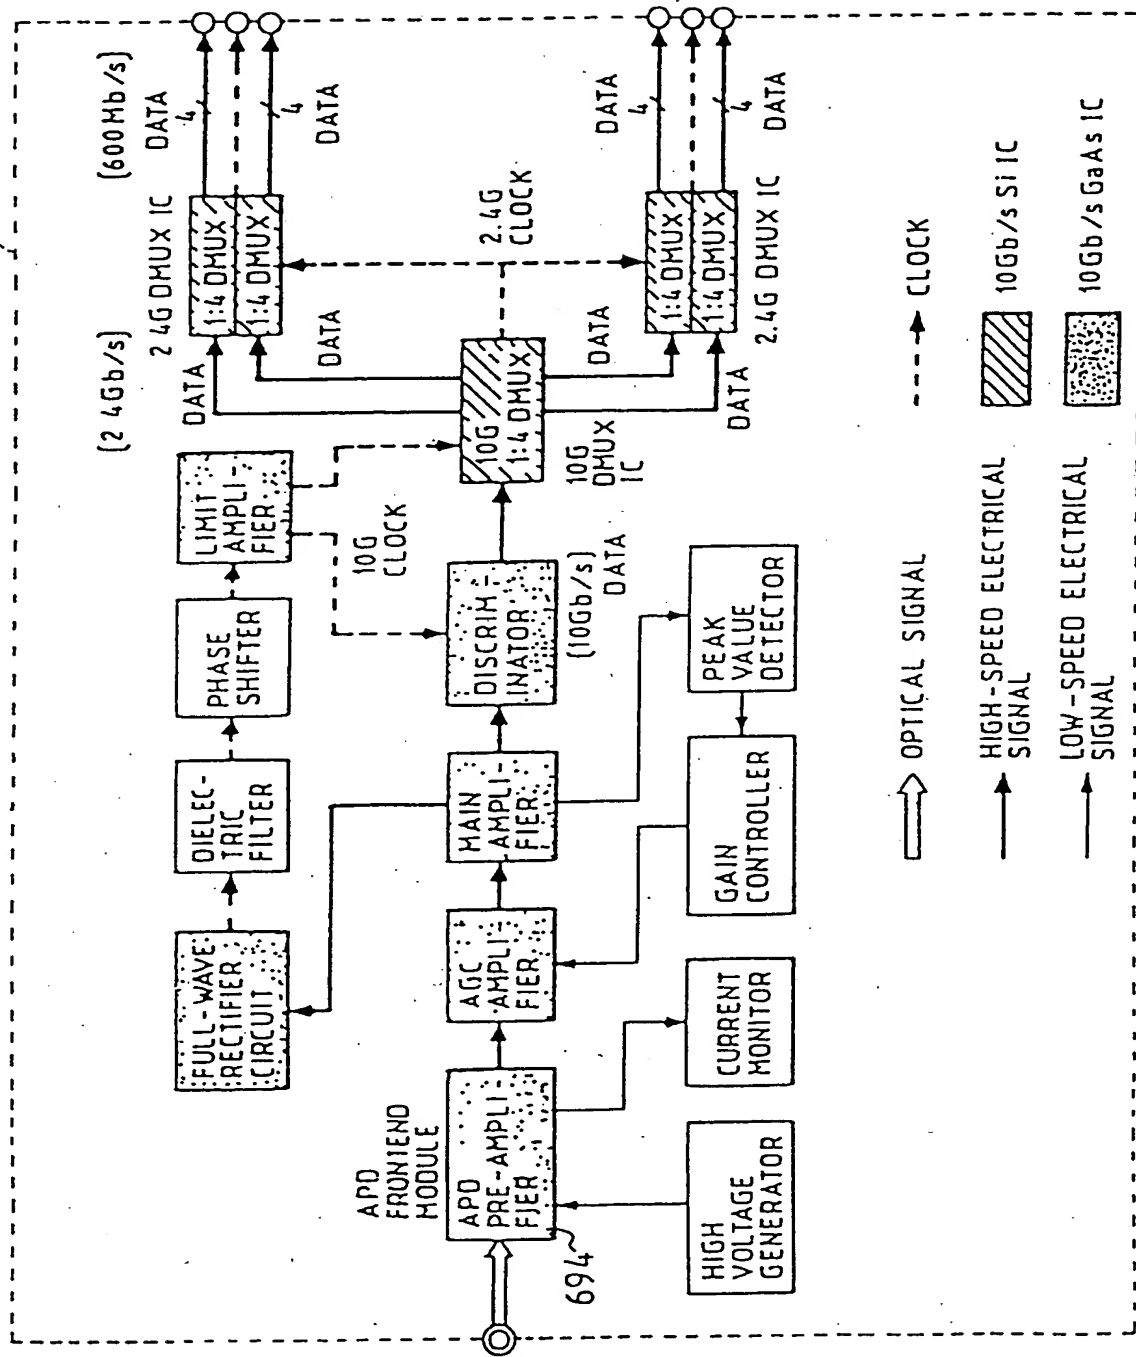 (600Mb/s)
DATA
4
4
DATA
DATA
4
4
DATA
2 4G DMUX IC
1:4 DMUX
1:4 DMUX
2.4G
CLOCK
1:4 DMUX
1:4 DMUX
2.4G DMUX IC
(2 4Gb/s)
DATA
DATA
DATA
DATA
10G
1:4 DMUX
10G
DMUX
IC
LIMIT
AMPLI-
FIER
10G
CLOCK
PHASE
SHIFTER
DISCRIM-
INATOR
(10Gb/s)
DATA
PEAK
VALUE
DETECTOR
DIELEC-
TRIC
FILTER
MAIN
AMPLI-
FIER
GAIN
CONTROLLER
FULL-WAVE
RECTIFIER
CIRCUIT
AGC
AMPLI-
FIER
CURRENT
MONITOR
APD
FRONTEND
MODULE
APD
PRE-AMPLI-
FIER
694
HIGH
VOLTAGE
GENERATOR
OPTICAL SIGNAL
HIGH-SPEED ELECTRICAL
SIGNAL
LOW-SPEED ELECTRICAL
SIGNAL
CLOCK
10Gb/s Si IC
10Gb/s GaAs IC